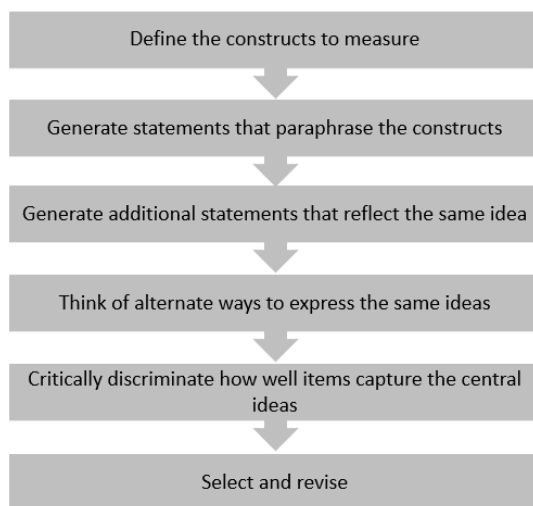 Define the constructs to measure
Generate statements that paraphrase the constructs
Generate additional statements that reflect the same idea
Think of alternate ways to express the same ideas
Critically discriminate how well items capture the central
ideas
Select and revise